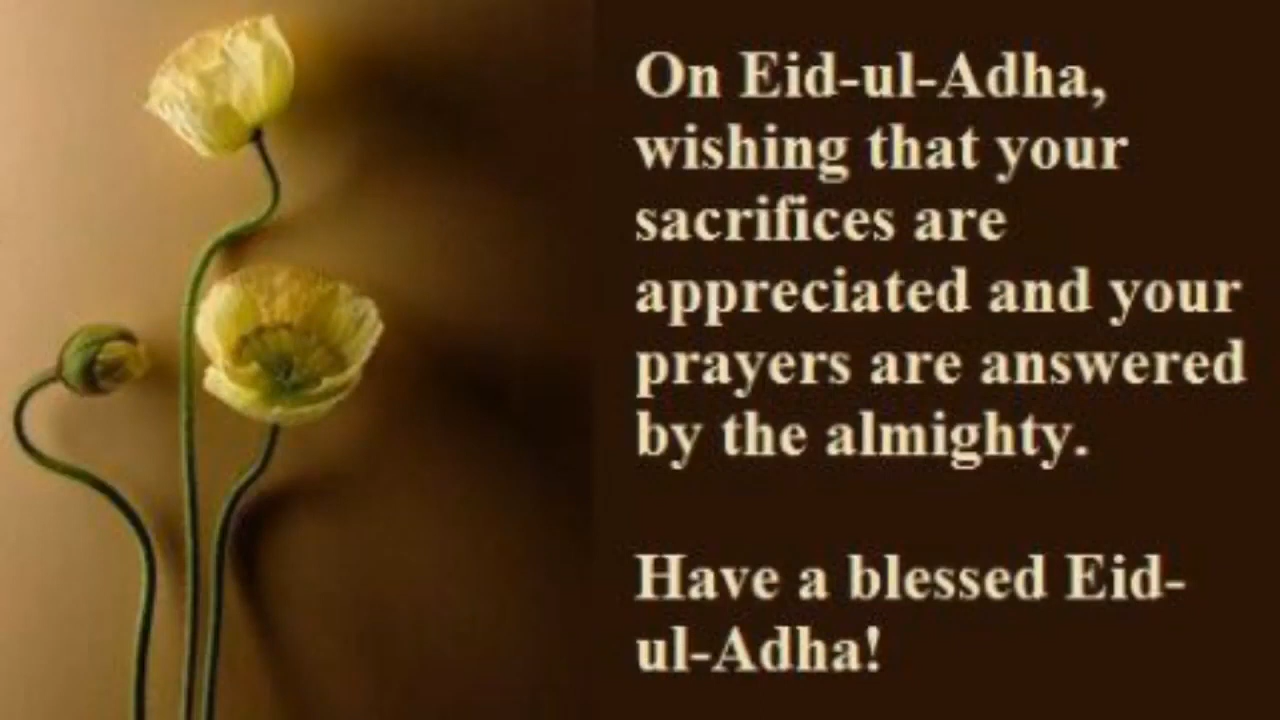 On Eid-ul-Adha,
wishing that your
sacrifices are
appreciated and your
prayers are answered
by the almighty.
Have a blessed Eid-
ul-Adha!